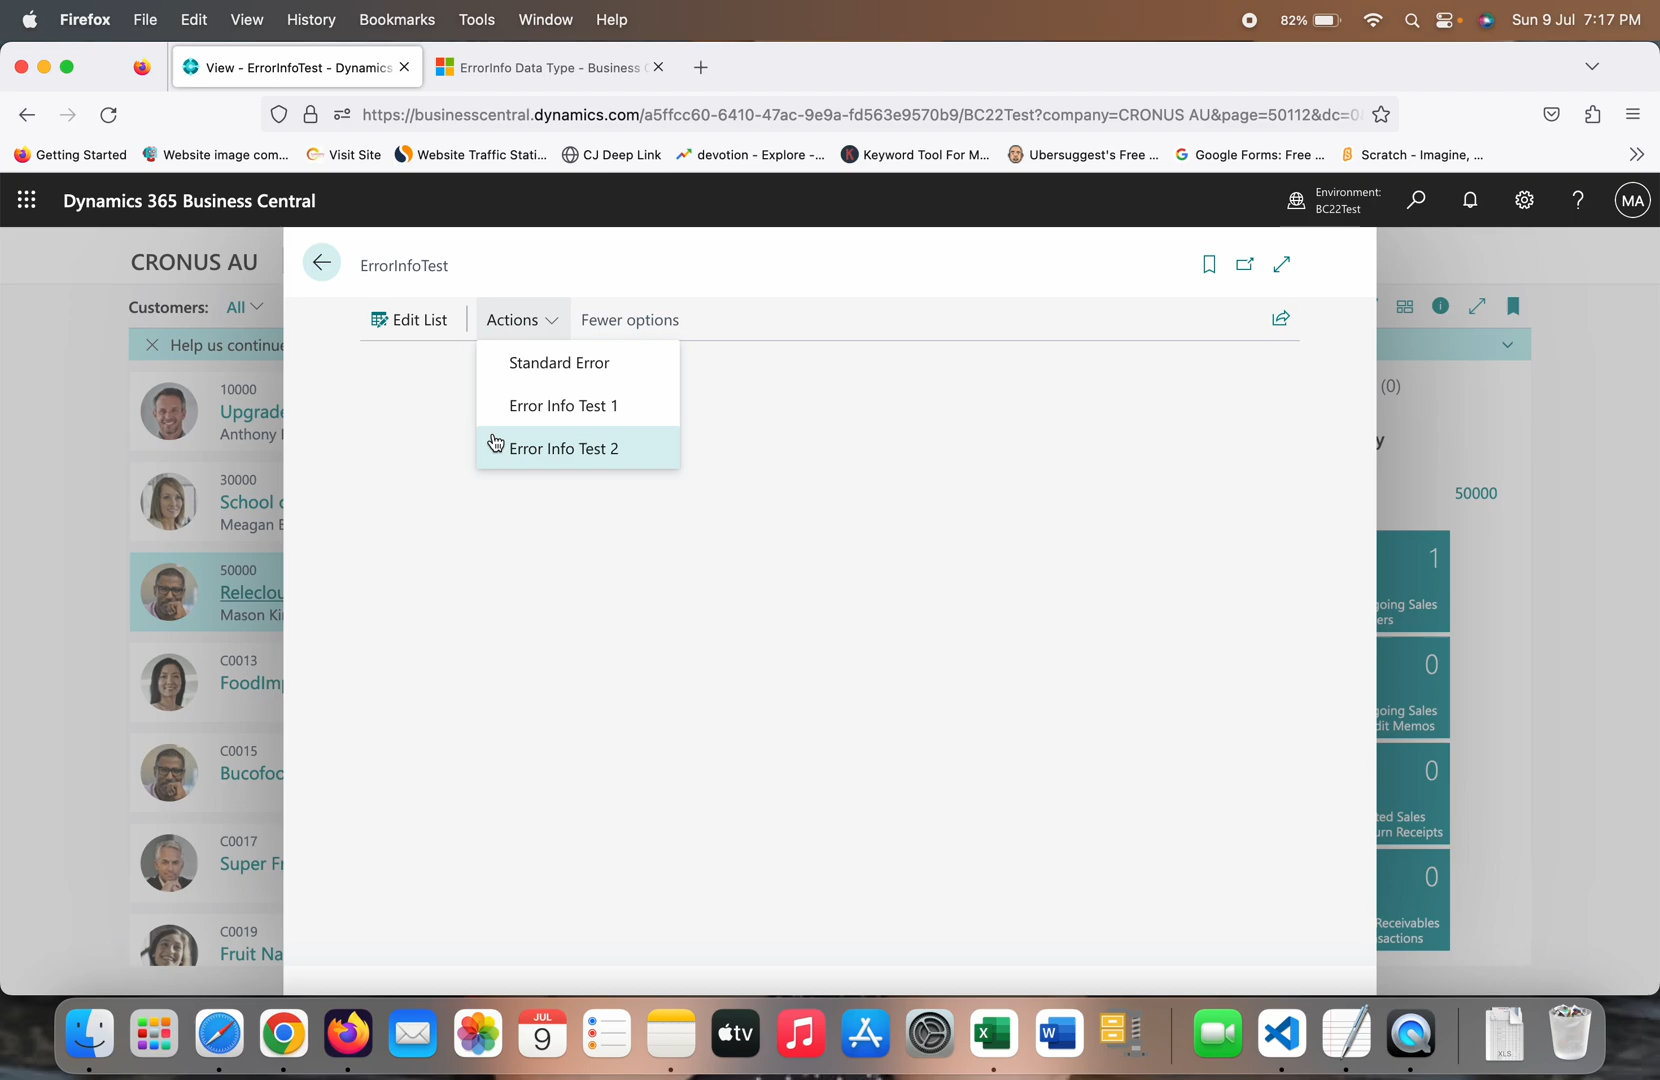 Firefox File Edit View History Bookmarks Tools Window Help 82% Sun 9 Jul 7:17 PM
View - ErrorInfoTest - Dynamics ErrorInfo Data Type - Business
https://businesscentral.dynamics.com/a5ffcc60-6410-47ac-9e9a-fd563e9570b9/BC22Test?company=CRONUS AU&page=50112&dc=0
Getting Started Website image com... Visit Site Website Traffic Stati... CJ Deep Link devotion - Explore -... Keyword Tool For M... Ubersuggest's Free ... Google Forms: Free ... Scratch - Imagine, ...
Dynamics 365 Business Central
Environment:
BC22Test
MA
CRONUS AU
ErrorInfoTest
Customers: All
Edit List Actions Fewer options
Help us continue
Standard Error
Error Info Test 1
Error Info Test 2
10000
Upgrade
Anthony
30000
School
Meagan
50000
Relecloud
Mason
C0013
FoodImp
C0015
Bucofoo
C0017
Super Fr
C0019
Fruit Na
(0)
y
50000
1
going Sales
ers
0
going Sales
dit Memos
0
ted Sales
urn Receipts
0
Receivables
sactions
JUL
9
tv
X
W
XLS